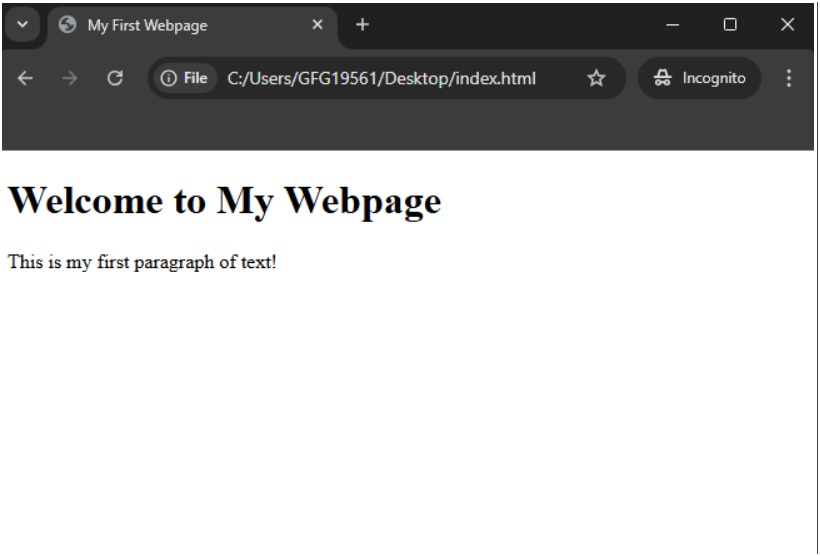 My First Webpage
File C:/Users/GFG19561/Desktop/index.html Incognito
Welcome to My Webpage
This is my first paragraph of text!